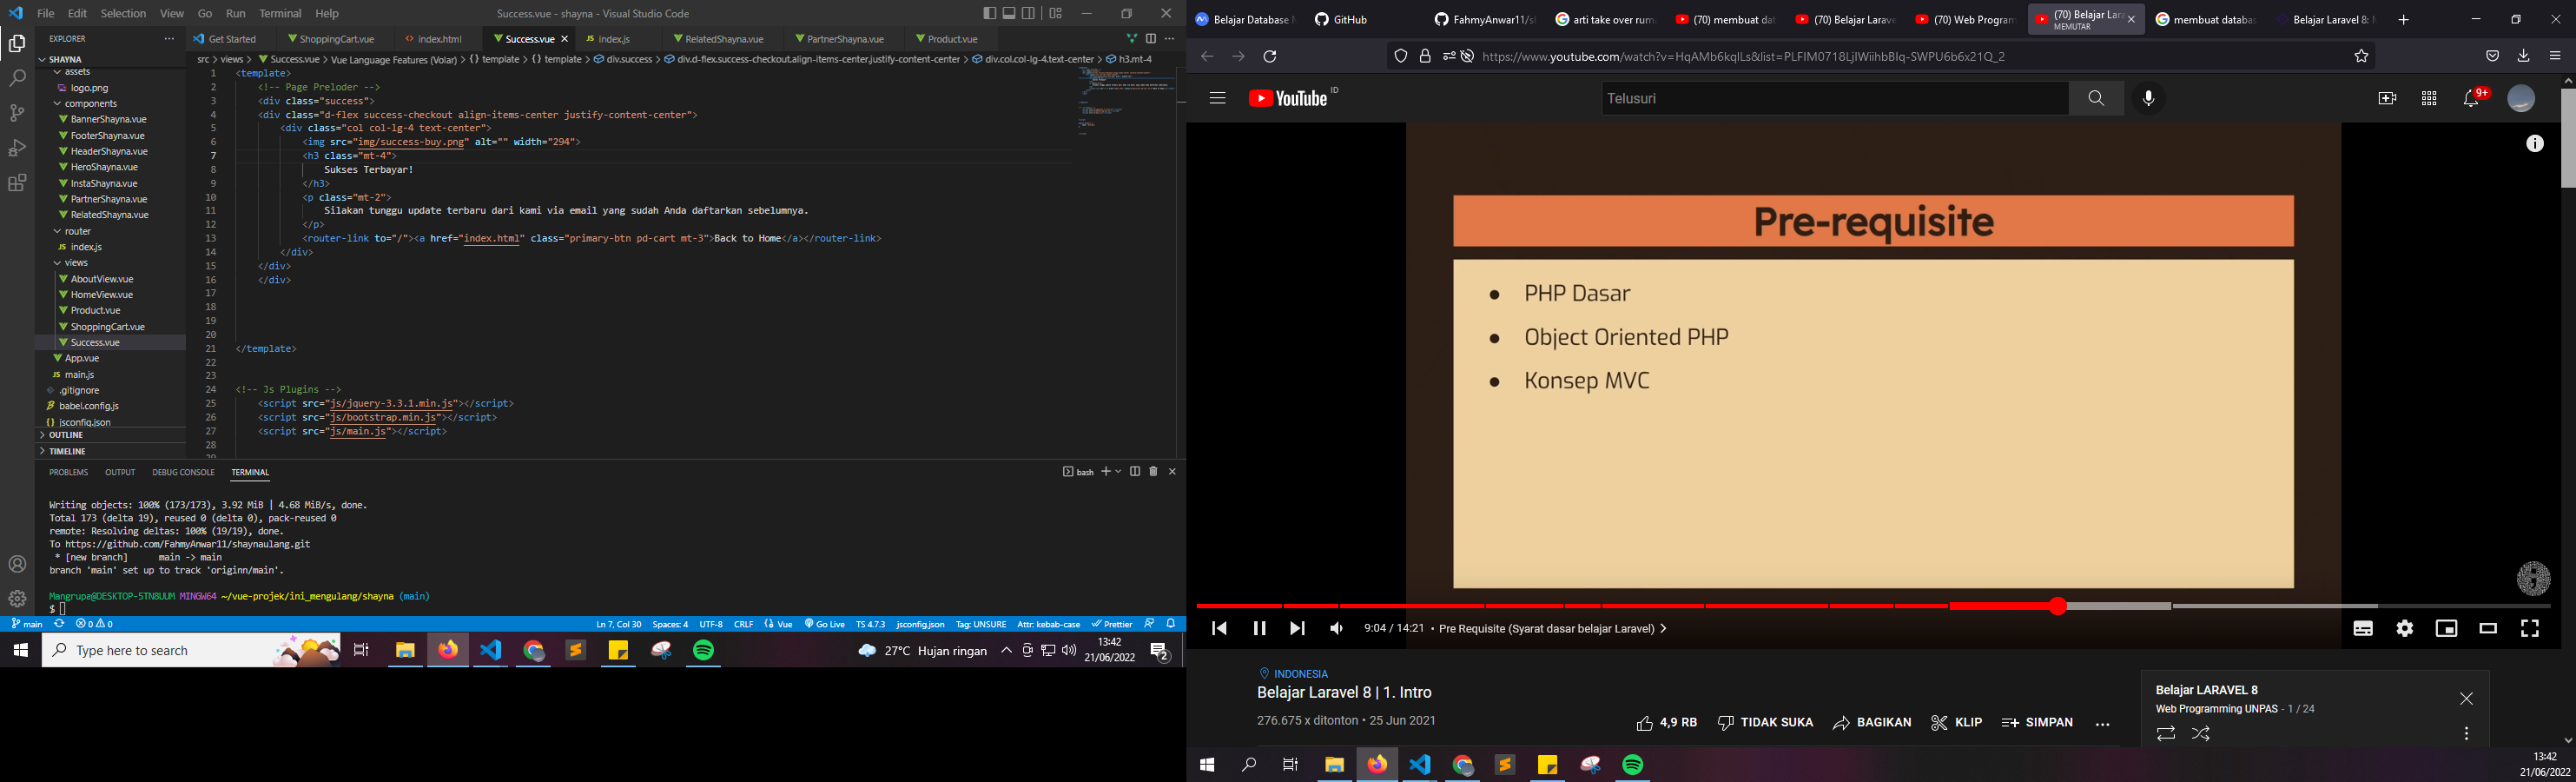 File Edit Selection View Go Run Terminal Help
Success.vue - shayna - Visual Studio Code
EXPLORER
SHAYNA
assets
logo.png
components
BannerShayna.vue
FooterShayna.vue
HeaderShayna.vue
HeroShayna.vue
InstaShayna.vue
PartnerShayna.vue
RelatedShayna.vue
router
index.js
views
AboutView.vue
HomeView.vue
Product.vue
ShoppingCart.vue
Success.vue
App.vue
main.js
.gitignore
babel.config.js
jsconfig.json
OUTLINE
TIMELINE
Get Started ShoppingCart.vue index.html Success.vue index.js RelatedShayna.vue PartnerShayna.vue Product.vue
src > views > Success.vue > Vue Language Features (Volar) > {} template > {} template > div.success > div.d-flex.success-checkout.align-items-center.justify-content-center > div.col.col-lg-4.text-center > h3.mt-4
1 <template>
2 <!-- Page Preloder -->
3 <div class="success">
4 <div class="d-flex success-checkout align-items-center justify-content-center">
5 <div class="col col-lg-4 text-center">
6 <img src="img/success-buy.png" alt="" width="294">
7 <h3 class="mt-4">
8 Sukses Terbayar!
9 </h3>
10 <p class="mt-2">
11 Silakan tunggu update terbaru dari kami via email yang sudah Anda daftarkan sebelumnya.
12 </p>
13 <router-link to="/"><a href="index.html" class="primary-btn pd-cart mt-3">Back to Home</a></router-link>
14 </div>
15 </div>
16 </div>
17
18
19
20
21 </template>
22
23
24 <!-- Js Plugins -->
25 <script src="js/jquery-3.3.1.min.js"></script>
26 <script src="js/bootstrap.min.js"></script>
27 <script src="js/main.js"></script>
28
PROBLEMS OUTPUT DEBUG CONSOLE TERMINAL
bash
Writing objects: 100% (173/173), 3.92 MiB | 4.68 MiB/s, done.
Total 173 (delta 19), reused 0 (delta 0), pack-reused 0
remote: Resolving deltas: 100% (19/19), done.
To https://github.com/FahmyAnwar11/shaynaulang.git
* [new branch] main -> main
branch 'main' set up to track 'originn/main'.
Mangrupa@DESKTOP-5TN8UUM MINGW64 ~/vue-projek/ini_mengulang/shayna (main)
$
main 0 0
Ln 7, Col 30 Spaces: 4 UTF-8 CRLF Vue Go Live TS 4.7.3 jsconfig.json Tag: UNSURE Attr: kebab-case Prettier
Type here to search
27°C Hujan ringan
13:42
21/06/2022
2
Belajar Database GitHub FahmyAnwar11/s arti take over rum (70) membuat dat (70) Belajar Larave (70) Web Program (70) Belajar Lara membuat databas Belajar Laravel 8:
MEMUTAR
https://www.youtube.com/watch?v=HqAMb6kqlLs&list=PLFIM0718LjIWiihbBIq-SWPU6b6x21Q_2
YouTube ID
Telusuri
9+
Pre-requisite
● PHP Dasar
● Object Oriented PHP
● Konsep MVC
9:04 / 14:21 • Pre Requisite (Syarat dasar belajar Laravel)
INDONESIA
Belajar Laravel 8 | 1. Intro
276.675 x ditonton • 25 Jun 2021
4,9 RB TIDAK SUKA BAGIKAN KLIP SIMPAN
Belajar LARAVEL 8
Web Programming UNPAS - 1 / 24
13:42
21/06/2022